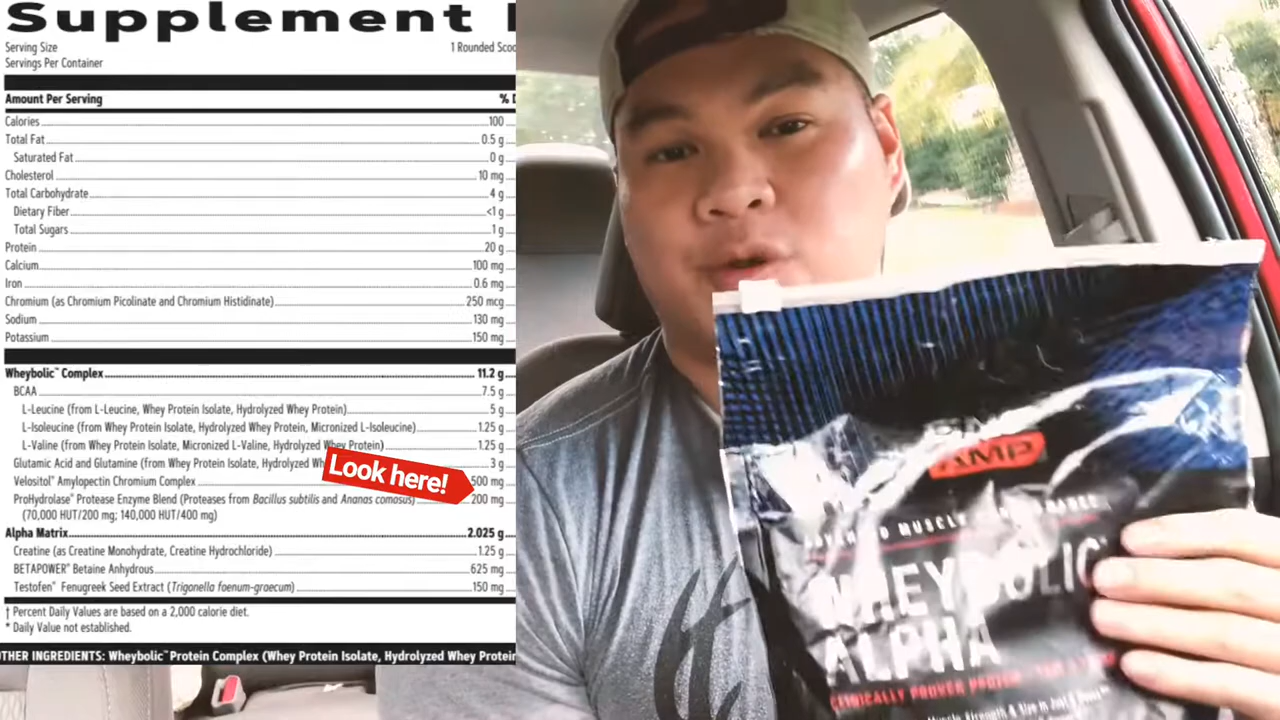 Supplement
Serving Size 1 Rounded Scoo
Servings Per Container
Amount Per Serving % D
Calories 100
Total Fat 0.5 g
Saturated Fat 0 g
Cholesterol 10 mg
Total Carbohydrate 4 g
Dietary Fiber <1 g
Total Sugars 1 g
Protein 20 g
Calcium 100 mg
Iron 0.6 mg
Chromium (as Chromium Picolinate and Chromium Histidinate) 250 mcg
Sodium 130 mg
Potassium 150 mg
Wheybolic™ Complex 11.2 g
BCAA 7.5 g
L-Leucine (from L-Leucine, Whey Protein Isolate, Hydrolyzed Whey Protein) 5 g
L-Isoleucine (from Whey Protein Isolate, Hydrolyzed Whey Protein, Micronized L-Isoleucine) 1.25 g
L-Valine (from Whey Protein Isolate, Micronized L-Valine, Hydrolyzed Whey Protein) 1.25 g
Glutamic Acid and Glutamine (from Whey Protein Isolate, Hydrolyzed Wh 3 g
Look here!
Velositol® Amylopectin Chromium Complex 500 mg
ProHydrolase® Protease Enzyme Blend (Proteases from Bacillus subtilis and Ananas comosus) 200 mg
(70,000 HUT/200 mg; 140,000 HUT/400 mg)
Alpha Matrix 2.025 g
Creatine (as Creatine Monohydrate, Creatine Hydrochloride) 1.25 g
BETAPOWER® Betaine Anhydrous 625 mg
Testofen® Fenugreek Seed Extract (Trigonella foenum-graecum) 150 mg
† Percent Daily Values are based on a 2,000 calorie diet.
* Daily Value not established.
OTHER INGREDIENTS: Wheybolic™ Protein Complex (Whey Protein Isolate, Hydrolyzed Whey Protein
AMP
ADVANCED MUSCLE
WHEYBOLIC
ALPHA
CLINICALLY PROVEN
Muscle Strength & Size in Just